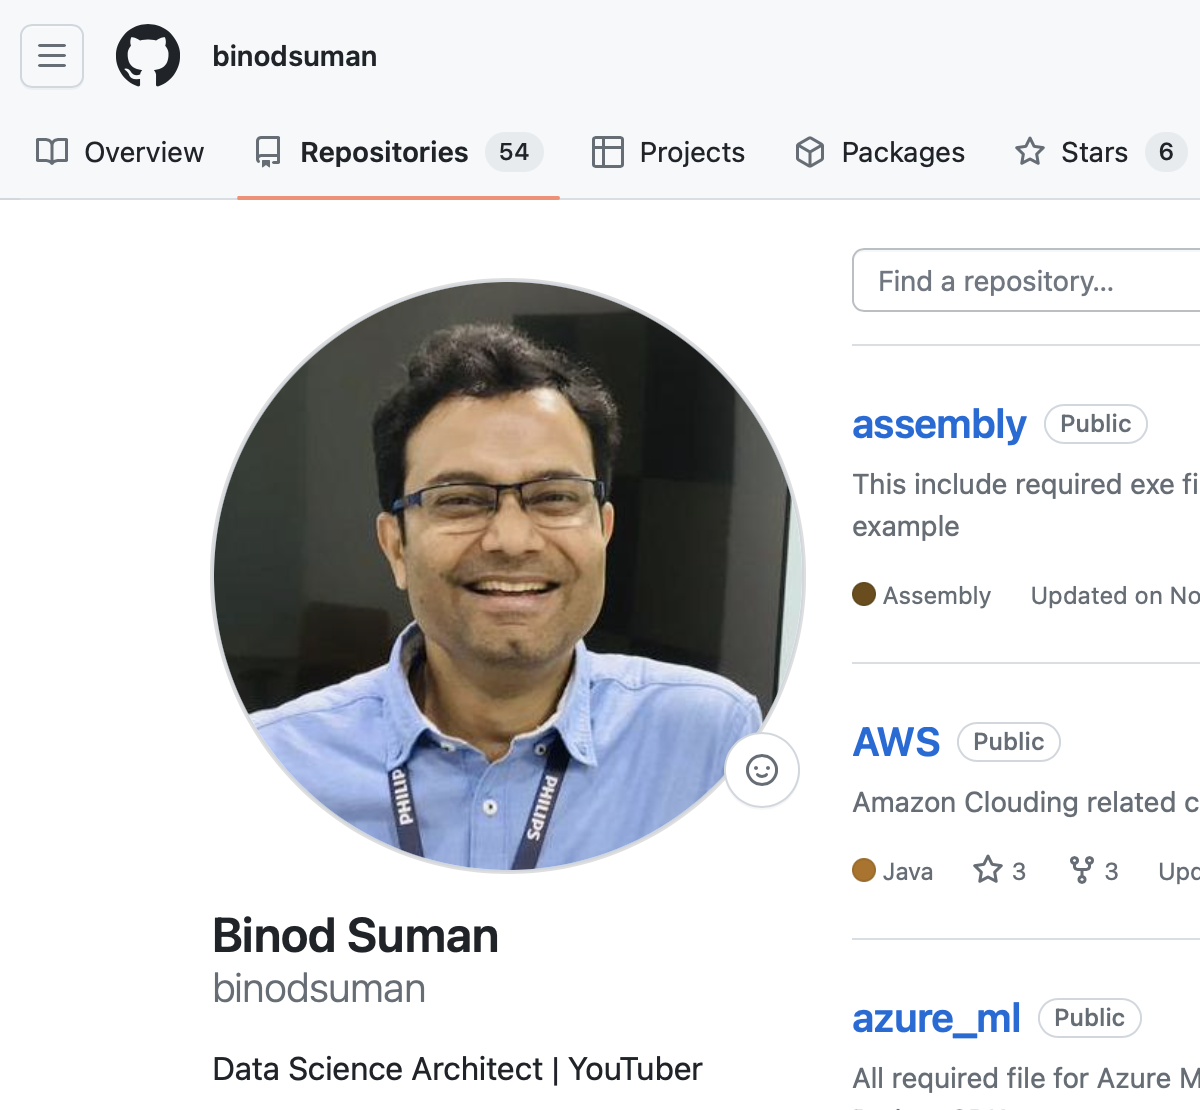 binodsuman
Overview
Repositories 54
Projects
Packages
Stars 6
Find a repository...
PHILIP
PHILIPS
Binod Suman
binodsuman
Data Science Architect | YouTuber
assembly Public
This include required exe fi
example
Assembly Updated on No
AWS Public
Amazon Clouding related c
Java 3 3 Upd
azure_ml Public
All required file for Azure M